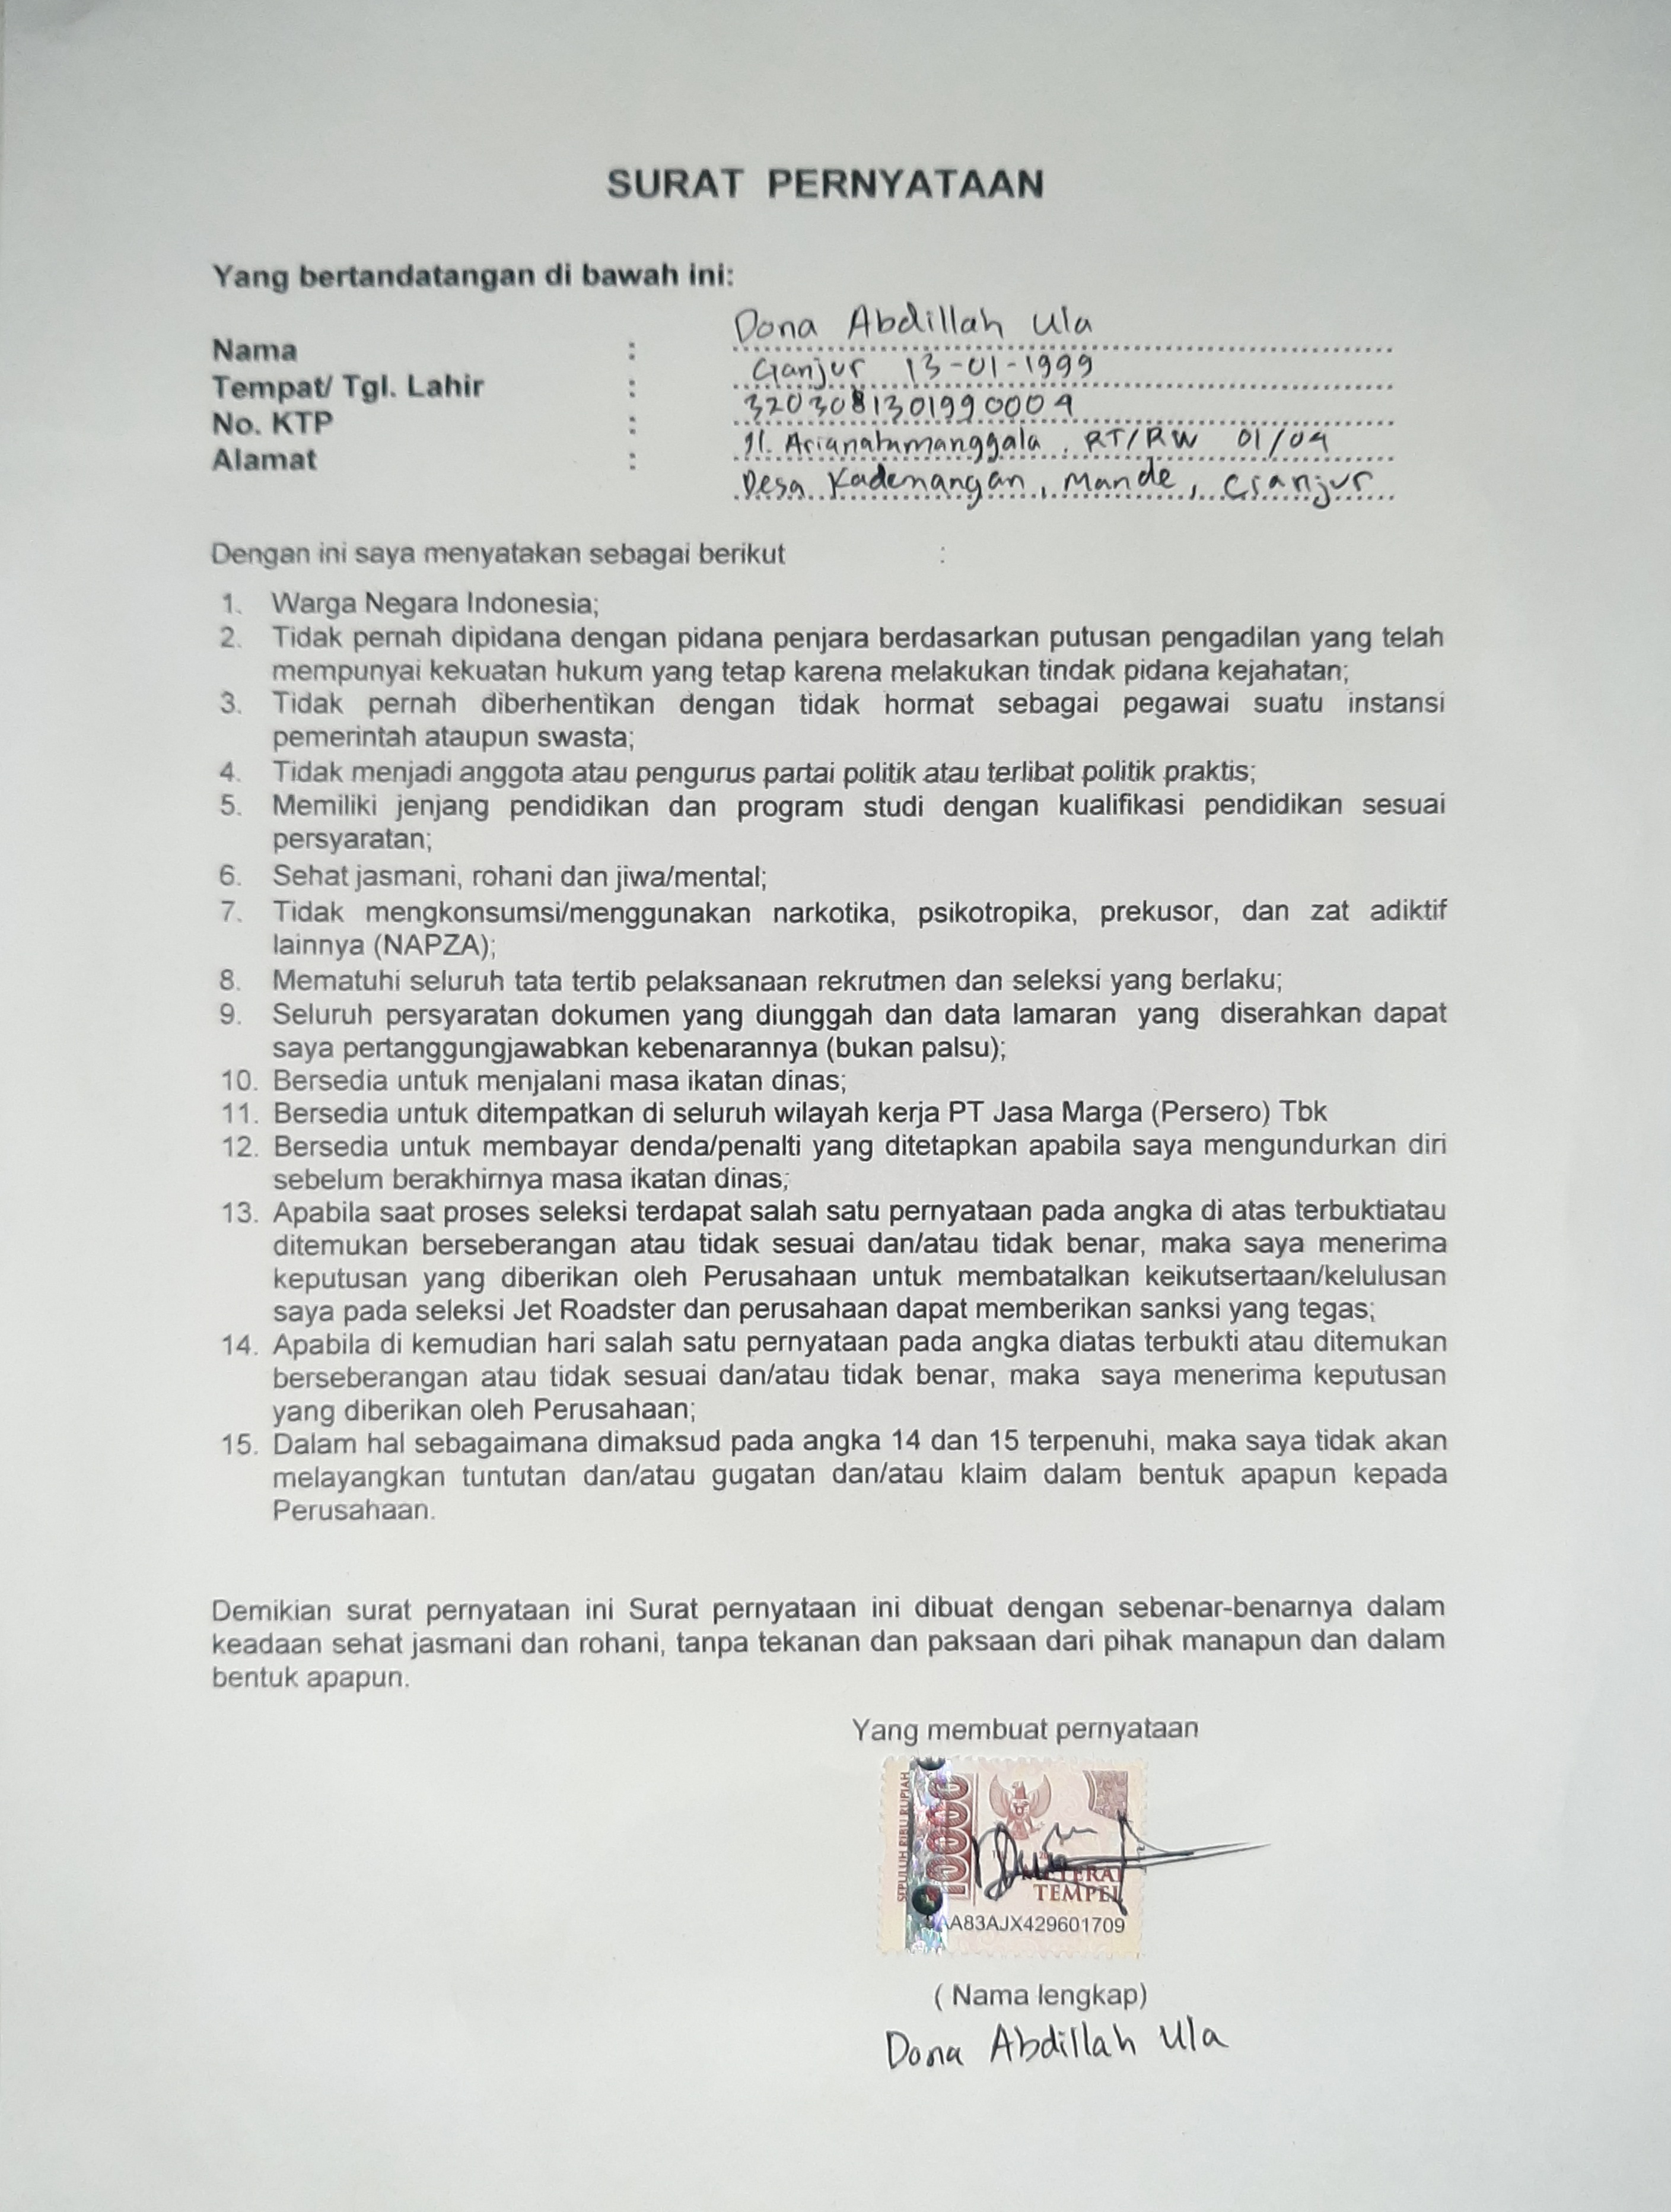 SURAT PERNYATAAN
Yang bertandatangan di bawah ini:
Nama : Dona Abdillah Ula
Tempat/ Tgl. Lahir : Cianjur 13-01-1999
No. KTP : 3203081301990009
Alamat : Jl. Arianatamanggala, RT/RW 01/04
Desa Kademangan, Mande, Cianjur
Dengan ini saya menyatakan sebagai berikut :
1. Warga Negara Indonesia;
2. Tidak pernah dipidana dengan pidana penjara berdasarkan putusan pengadilan yang telah
mempunyai kekuatan hukum yang tetap karena melakukan tindak pidana kejahatan;
3. Tidak pernah diberhentikan dengan tidak hormat sebagai pegawai suatu instansi
pemerintah ataupun swasta;
4. Tidak menjadi anggota atau pengurus partai politik atau terlibat politik praktis;
5. Memiliki jenjang pendidikan dan program studi dengan kualifikasi pendidikan sesuai
persyaratan;
6. Sehat jasmani, rohani dan jiwa/mental;
7. Tidak mengkonsumsi/menggunakan narkotika, psikotropika, prekusor, dan zat adiktif
lainnya (NAPZA);
8. Mematuhi seluruh tata tertib pelaksanaan rekrutmen dan seleksi yang berlaku;
9. Seluruh persyaratan dokumen yang diunggah dan data lamaran yang diserahkan dapat
saya pertanggungjawabkan kebenarannya (bukan palsu);
10. Bersedia untuk menjalani masa ikatan dinas;
11. Bersedia untuk ditempatkan di seluruh wilayah kerja PT Jasa Marga (Persero) Tbk
12. Bersedia untuk membayar denda/penalti yang ditetapkan apabila saya mengundurkan diri
sebelum berakhirnya masa ikatan dinas;
13. Apabila saat proses seleksi terdapat salah satu pernyataan pada angka di atas terbuktiatau
ditemukan berseberangan atau tidak sesuai dan/atau tidak benar, maka saya menerima
keputusan yang diberikan oleh Perusahaan untuk membatalkan keikutsertaan/kelulusan
saya pada seleksi Jet Roadster dan perusahaan dapat memberikan sanksi yang tegas;
14. Apabila di kemudian hari salah satu pernyataan pada angka diatas terbukti atau ditemukan
berseberangan atau tidak sesuai dan/atau tidak benar, maka saya menerima keputusan
yang diberikan oleh Perusahaan;
15. Dalam hal sebagaimana dimaksud pada angka 14 dan 15 terpenuhi, maka saya tidak akan
melayangkan tuntutan dan/atau gugatan dan/atau klaim dalam bentuk apapun kepada
Perusahaan.
Demikian surat pernyataan ini Surat pernyataan ini dibuat dengan sebenar-benarnya dalam
keadaan sehat jasmani dan rohani, tanpa tekanan dan paksaan dari pihak manapun dan dalam
bentuk apapun.
Yang membuat pernyataan
SEPULUH RIBU RUPIAH
10000
TEMPEL
AA83AJX429601709
( Nama lengkap)
Dona Abdillah Ula